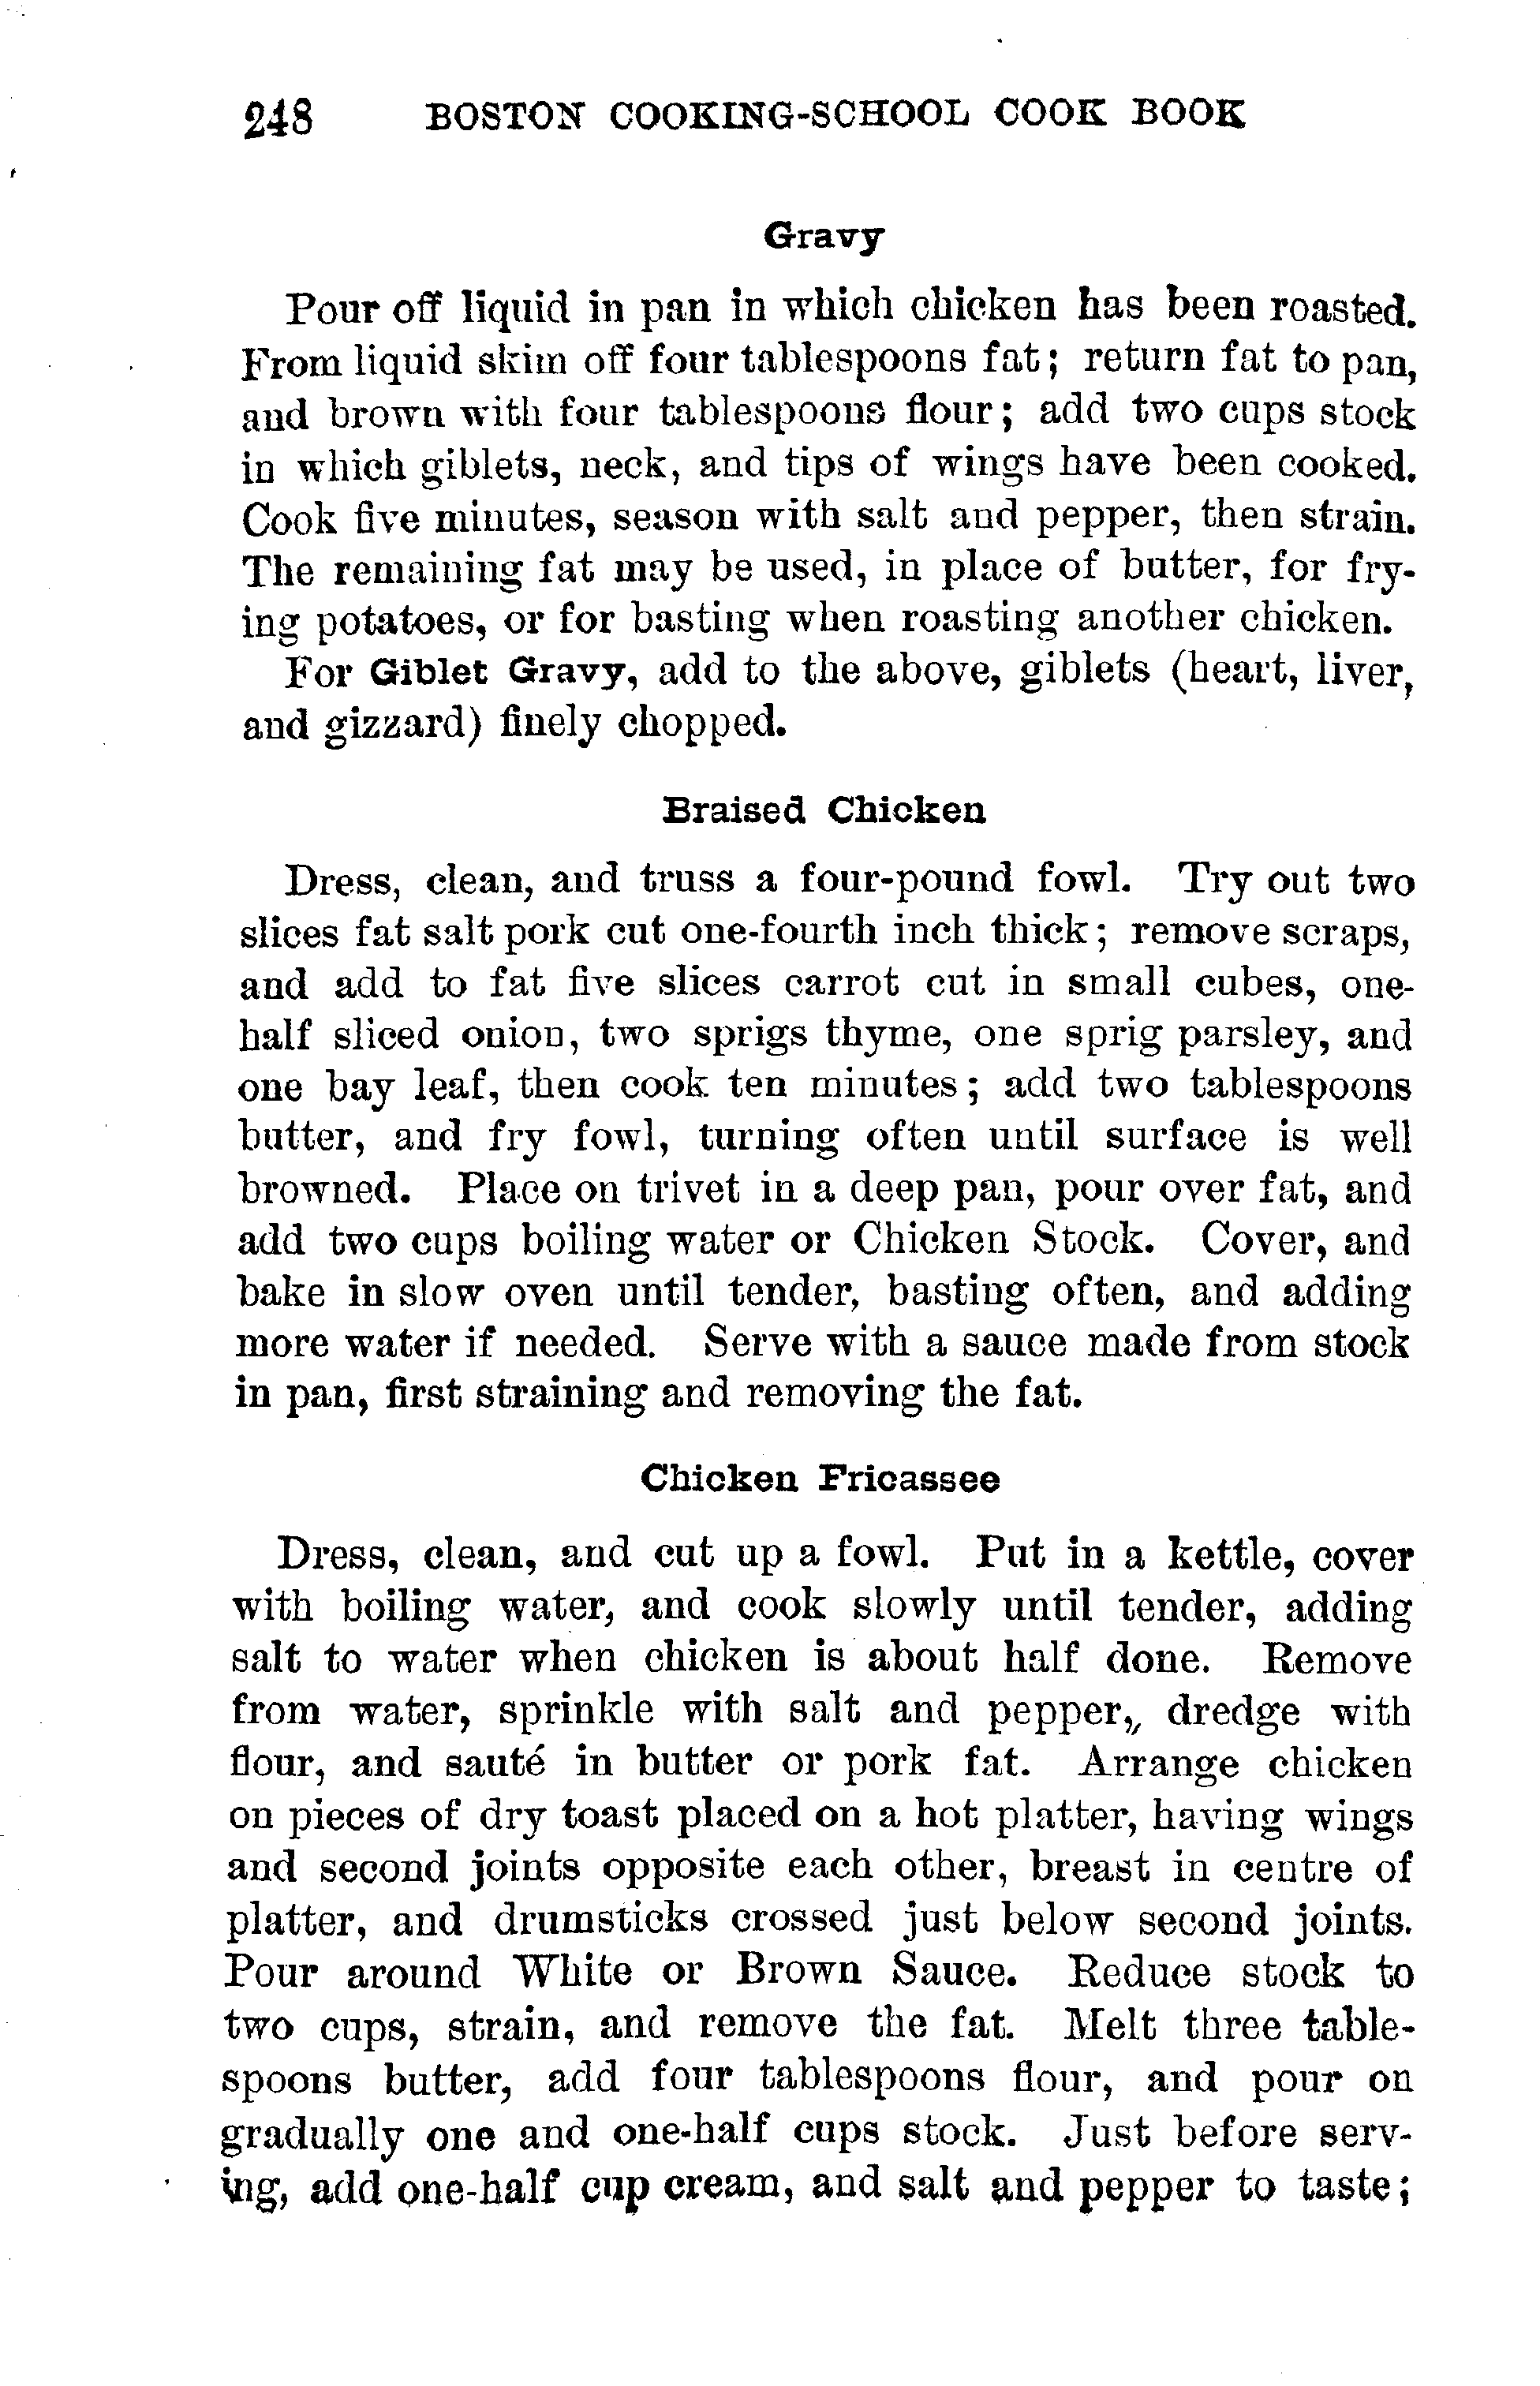 248 BOSTON COOKING-SCHOOL COOK BOOK
Gravy
Pour off liquid in pan in which chicken has been roasted.
From liquid skim off four tablespoons fat; return fat to pan,
and brown with four tablespoons flour; add two cups stock
in which giblets, neck, and tips of wings have been cooked.
Cook five minutes, season with salt and pepper, then strain.
The remaining fat may be used, in place of butter, for fry-
ing potatoes, or for basting when roasting another chicken.
For Giblet Gravy, add to the above, giblets (heart, liver,
and gizzard) finely chopped.
Braised Chicken
Dress, clean, and truss a four-pound fowl. Try out two
slices fat salt pork cut one-fourth inch thick; remove scraps,
and add to fat five slices carrot cut in small cubes, one-
half sliced onion, two sprigs thyme, one sprig parsley, and
one bay leaf, then cook ten minutes; add two tablespoons
butter, and fry fowl, turning often until surface is well
browned. Place on trivet in a deep pan, pour over fat, and
add two cups boiling water or Chicken Stock. Cover, and
bake in slow oven until tender, basting often, and adding
more water if needed. Serve with a sauce made from stock
in pan, first straining and removing the fat.
Chicken Fricassee
Dress, clean, and cut up a fowl. Put in a kettle, cover
with boiling water, and cook slowly until tender, adding
salt to water when chicken is about half done. Remove
from water, sprinkle with salt and pepper, dredge with
flour, and sauté in butter or pork fat. Arrange chicken
on pieces of dry toast placed on a hot platter, having wings
and second joints opposite each other, breast in centre of
platter, and drumsticks crossed just below second joints.
Pour around White or Brown Sauce. Reduce stock to
two cups, strain, and remove the fat. Melt three table-
spoons butter, add four tablespoons flour, and pour on
gradually one and one-half cups stock. Just before serv-
ing, add one-half cup cream, and salt and pepper to taste;